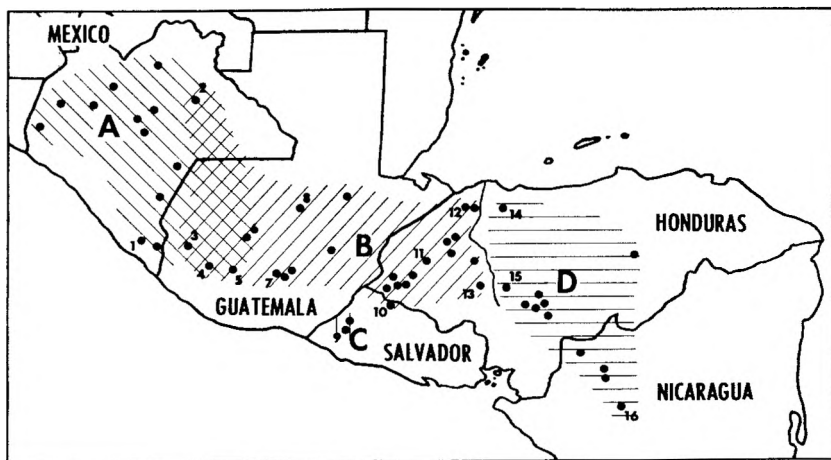 MEXICO
2
A
8
12
14
HONDURAS
1
3
B
11
4
5
7
15
D
13
GUATEMALA
10
C
9
SALVADOR
NICARAGUA
16